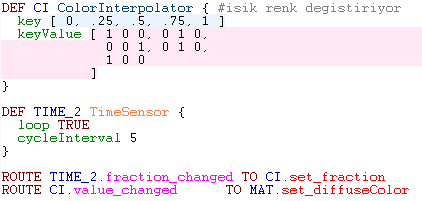 DEF CI ColorInterpolator { #isik renk degistiriyor
key [ 0, .25, .5, .75, 1 ]
keyValue [ 1 0 0, 0 1 0,
0 0 1, 0 1 0,
1 0 0
]
}
DEF TIME_2 TimeSensor {
loop TRUE
cycleInterval 5
}
ROUTE TIME_2.fraction_changed TO CI.set_fraction
ROUTE CI.value_changed TO MAT.set_diffuseColor